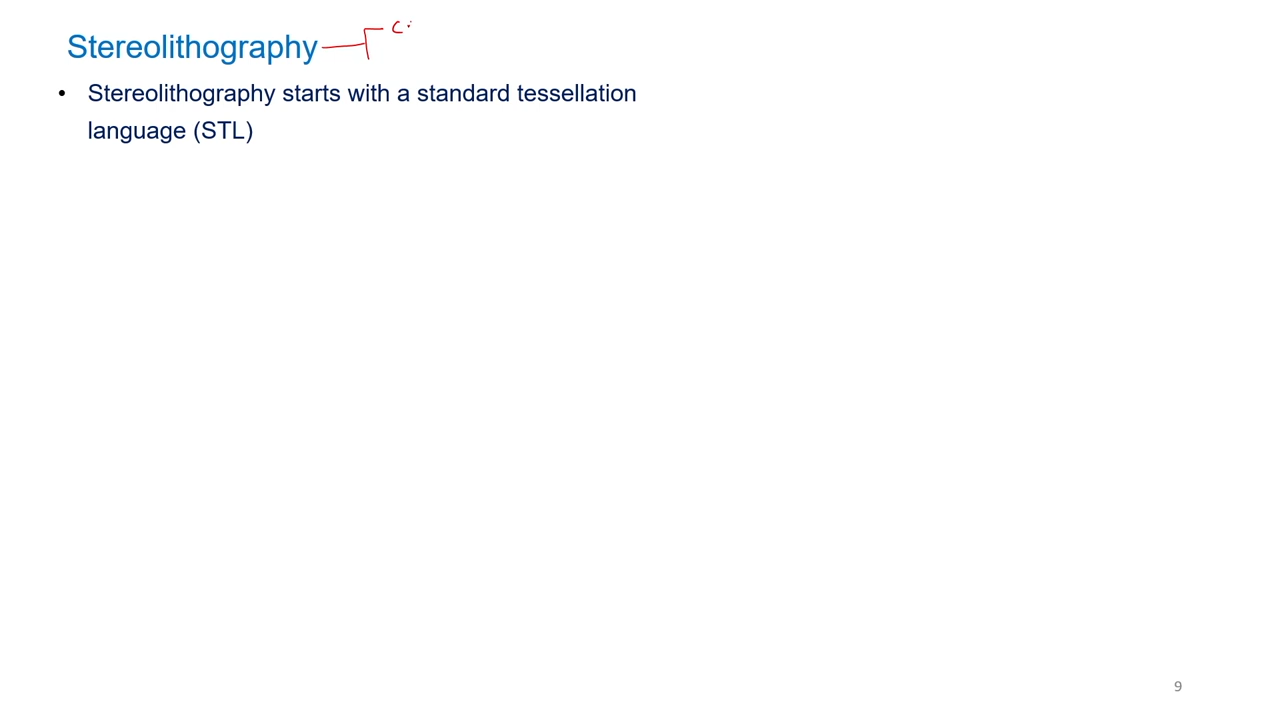 Stereolithography
• Stereolithography starts with a standard tessellation
language (STL)
9